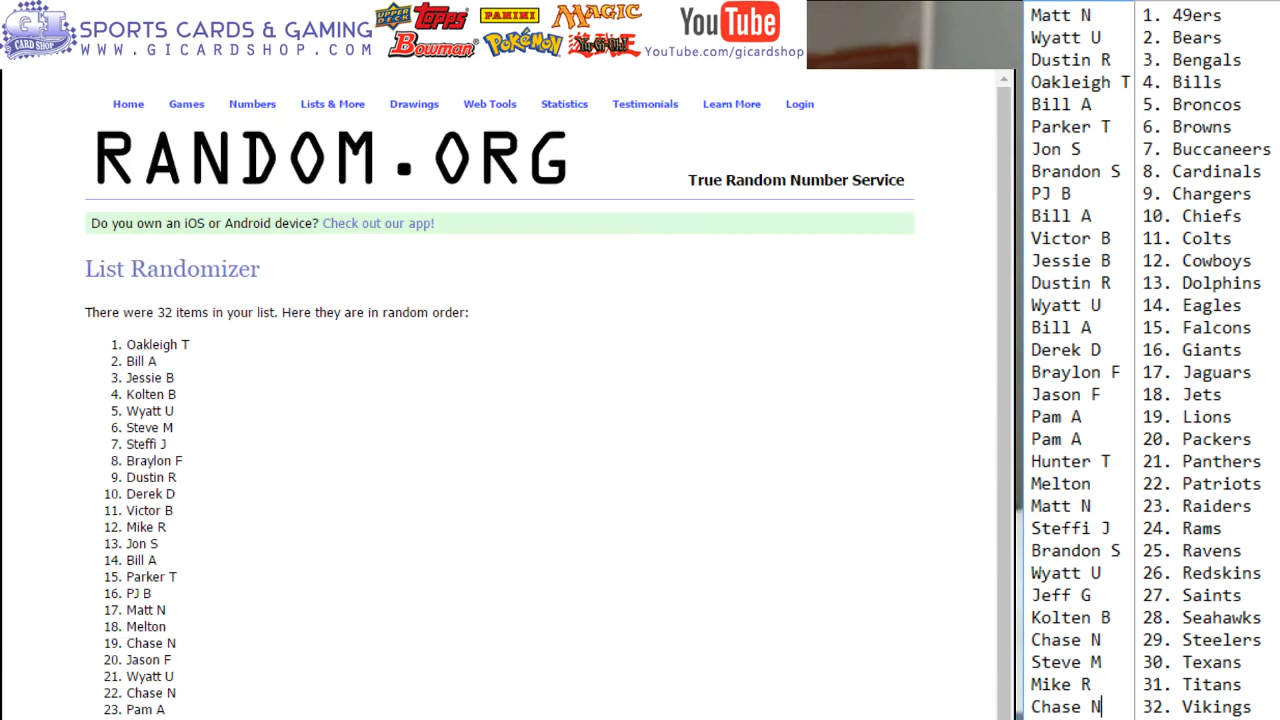 GI CARD SHOP
SPORTS CARDS & GAMING
WWW.GICARDSHOP.COM
UPPER DECK
Topps
Bowman
PANINI
Pokémon
MAGIC
Yu-Gi-Oh!
YouTube
YouTube.com/gicardshop
Home Games Numbers Lists & More Drawings Web Tools Statistics Testimonials Learn More Login
RANDOM.ORG
True Random Number Service
Do you own an iOS or Android device? Check out our app!
List Randomizer
There were 32 items in your list. Here they are in random order:
1. Oakleigh T
2. Bill A
3. Jessie B
4. Kolten B
5. Wyatt U
6. Steve M
7. Steffi J
8. Braylon F
9. Dustin R
10. Derek D
11. Victor B
12. Mike R
13. Jon S
14. Bill A
15. Parker T
16. PJ B
17. Matt N
18. Melton
19. Chase N
20. Jason F
21. Wyatt U
22. Chase N
23. Pam A
Matt N 1. 49ers
Wyatt U 2. Bears
Dustin R 3. Bengals
Oakleigh T 4. Bills
Bill A 5. Broncos
Parker T 6. Browns
Jon S 7. Buccaneers
Brandon S 8. Cardinals
PJ B 9. Chargers
Bill A 10. Chiefs
Victor B 11. Colts
Jessie B 12. Cowboys
Dustin R 13. Dolphins
Wyatt U 14. Eagles
Bill A 15. Falcons
Derek D 16. Giants
Braylon F 17. Jaguars
Jason F 18. Jets
Pam A 19. Lions
Pam A 20. Packers
Hunter T 21. Panthers
Melton 22. Patriots
Matt N 23. Raiders
Steffi J 24. Rams
Brandon S 25. Ravens
Wyatt U 26. Redskins
Jeff G 27. Saints
Kolten B 28. Seahawks
Chase N 29. Steelers
Steve M 30. Texans
Mike R 31. Titans
Chase N 32. Vikings